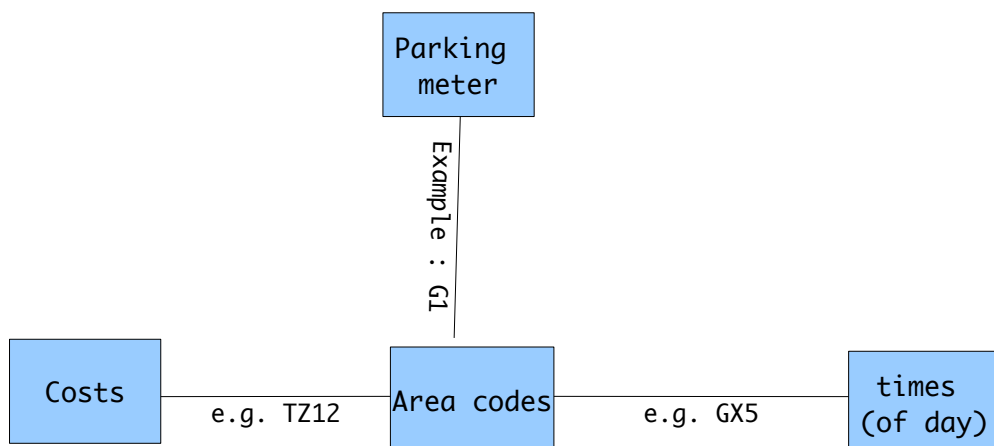 Parking
meter
Example : G1
Costs
e.g. TZ12
Area codes
e.g. GX5
times
(of day)